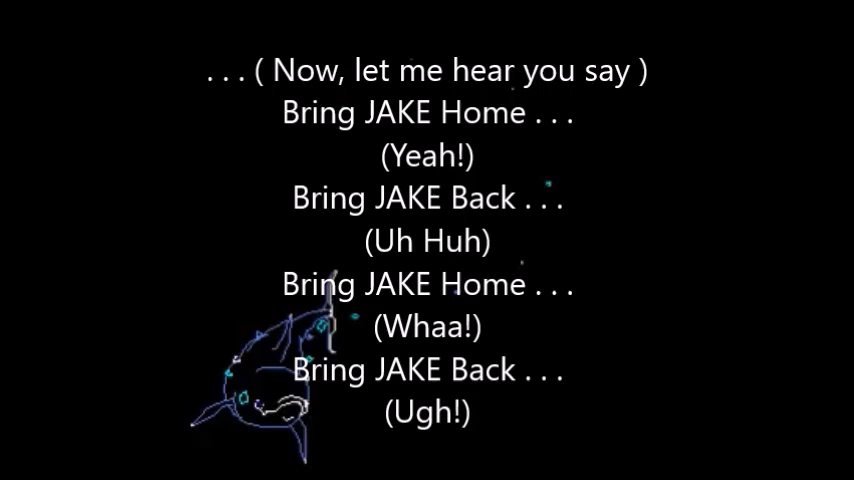 . . . ( Now, let me hear you say )
Bring JAKE Home . . .
(Yeah!)
Bring JAKE Back . . .
(Uh Huh)
Bring JAKE Home . . .
(Whaa!)
Bring JAKE Back . . .
(Ugh!)